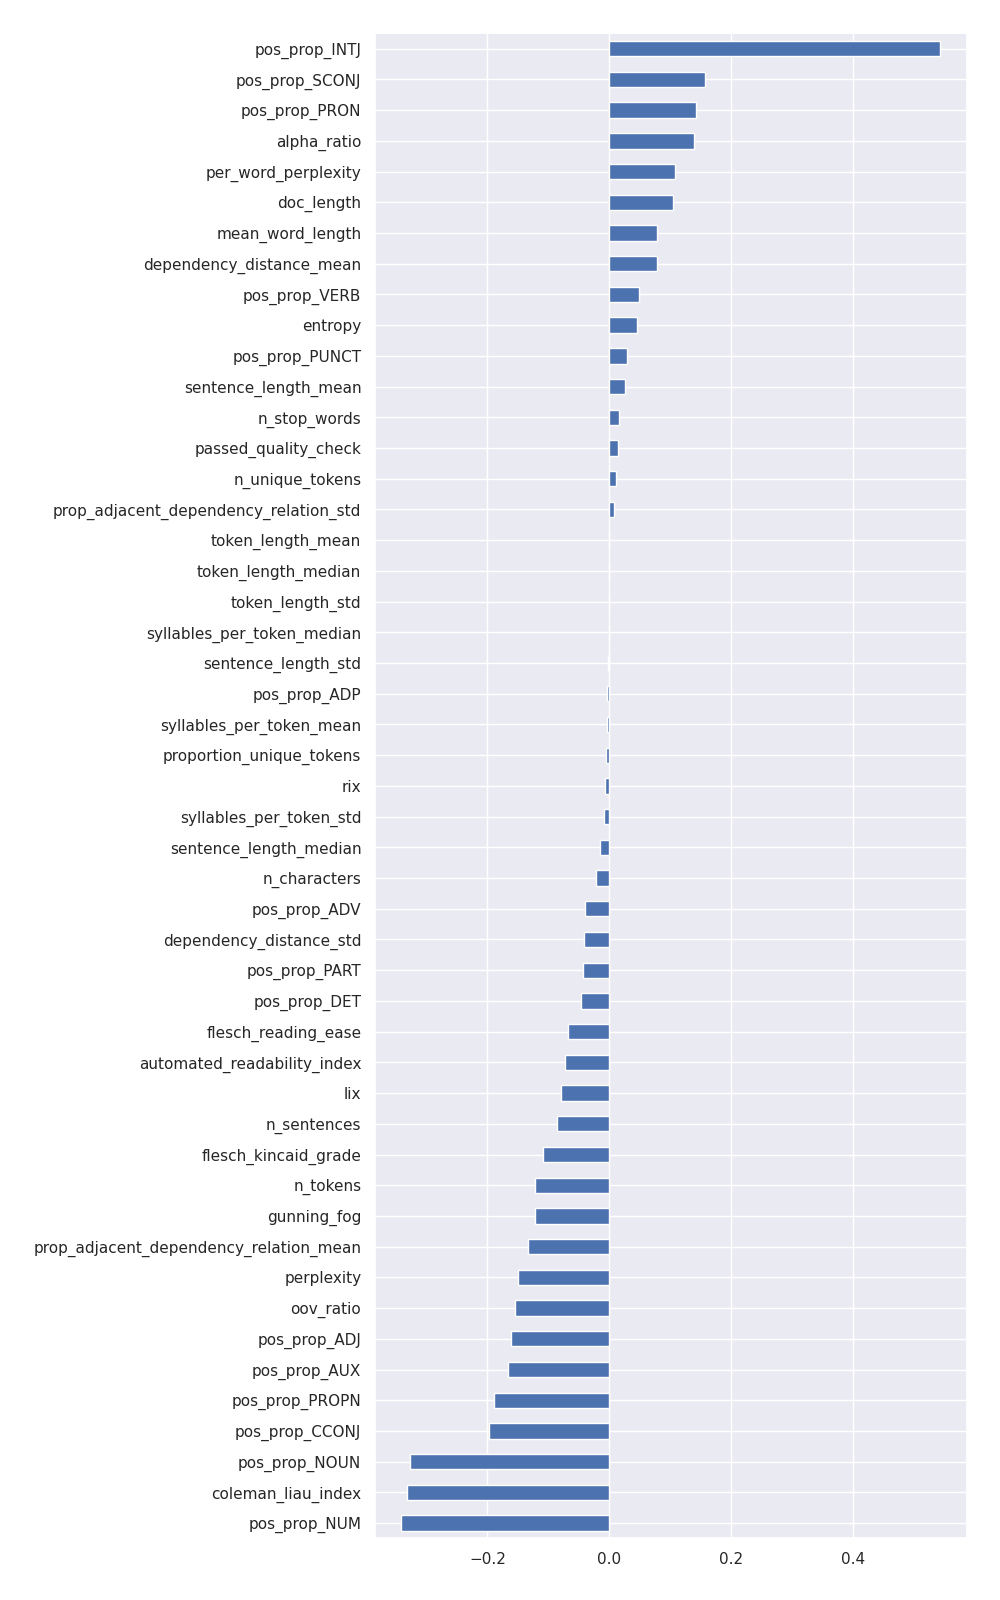 pos_prop_INTJ
pos_prop_SCONJ
pos_prop_PRON
alpha_ratio
per_word_perplexity
doc_length
mean_word_length
dependency_distance_mean
pos_prop_VERB
entropy
pos_prop_PUNCT
sentence_length_mean
n_stop_words
passed_quality_check
n_unique_tokens
prop_adjacent_dependency_relation_std
token_length_mean
token_length_median
token_length_std
syllables_per_token_median
sentence_length_std
pos_prop_ADP
syllables_per_token_mean
proportion_unique_tokens
rix
syllables_per_token_std
sentence_length_median
n_characters
pos_prop_ADV
dependency_distance_std
pos_prop_PART
pos_prop_DET
flesch_reading_ease
automated_readability_index
lix
n_sentences
flesch_kincaid_grade
n_tokens
gunning_fog
prop_adjacent_dependency_relation_mean
perplexity
oov_ratio
pos_prop_ADJ
pos_prop_AUX
pos_prop_PROPN
pos_prop_CCONJ
pos_prop_NOUN
coleman_liau_index
pos_prop_NUM
−0.2 0.0 0.2 0.4